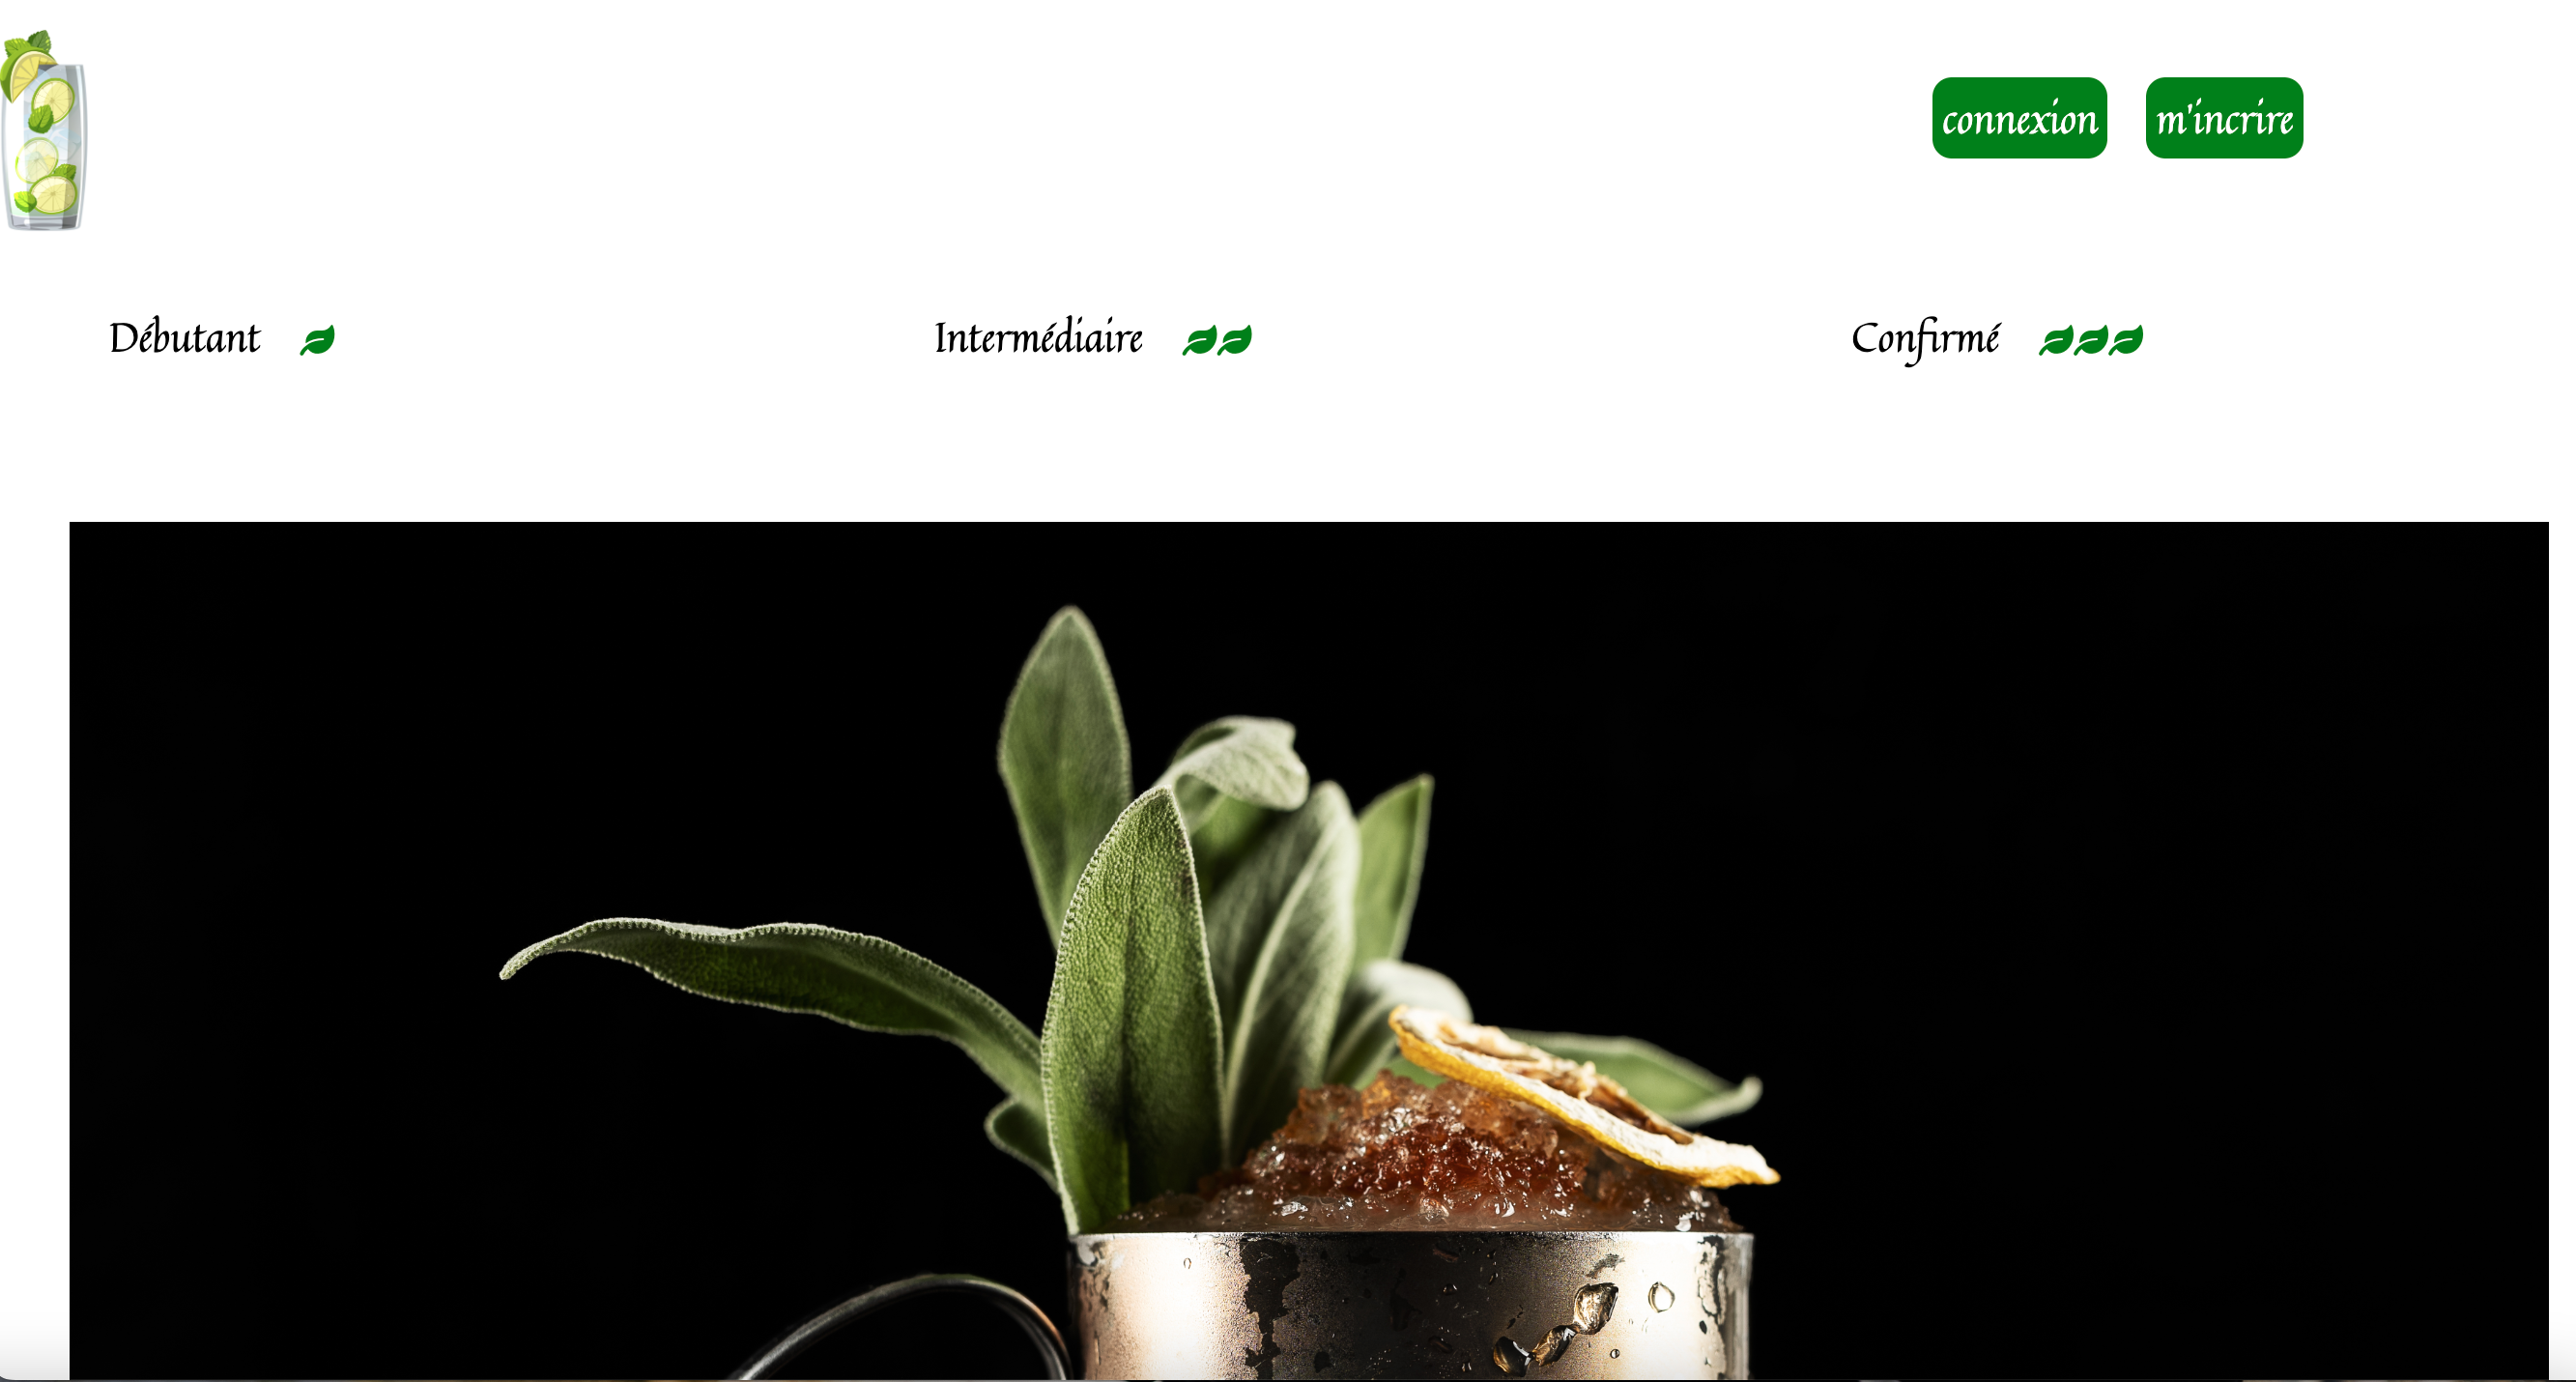 connexion
m'incrire
Débutant
Intermédiaire
Confirmé